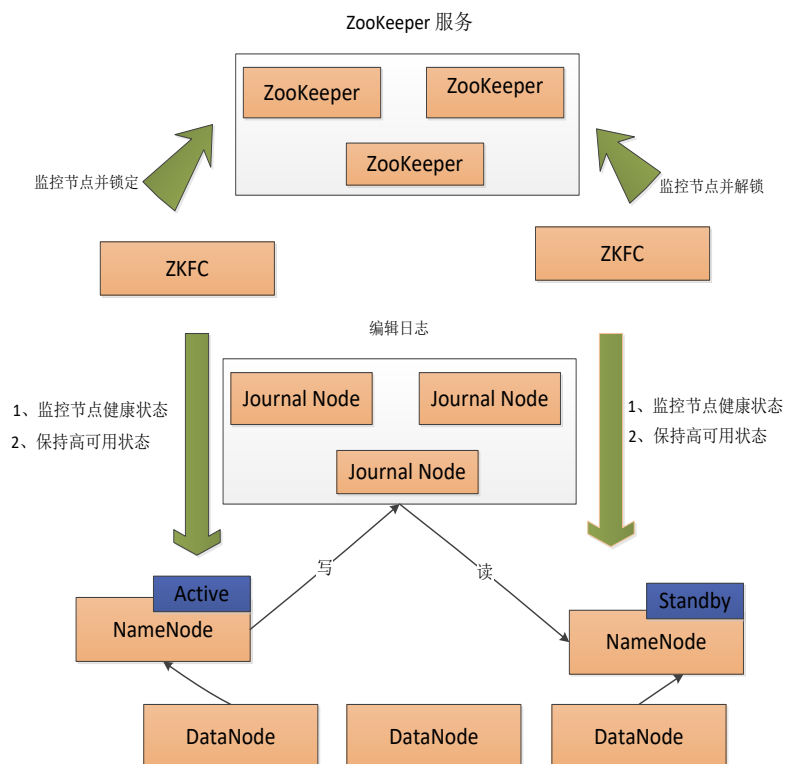 ZooKeeper 服务
ZooKeeper
ZooKeeper
ZooKeeper
监控节点并锁定
监控节点并解锁
ZKFC
ZKFC
编辑日志
Journal Node
Journal Node
Journal Node
1、监控节点健康状态
2、保持高可用状态
1、监控节点健康状态
2、保持高可用状态
写
读
Active
NameNode
Standby
NameNode
DataNode
DataNode
DataNode